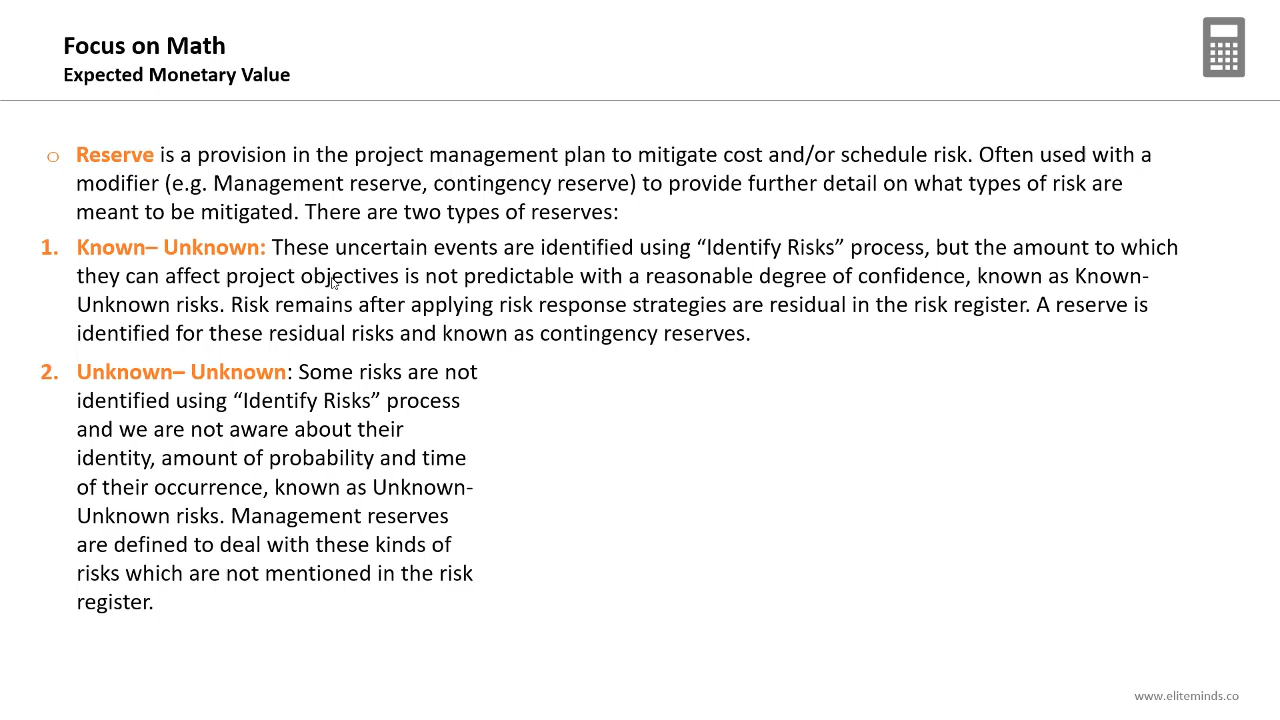 Focus on Math
Expected Monetary Value
o Reserve is a provision in the project management plan to mitigate cost and/or schedule risk. Often used with a
modifier (e.g. Management reserve, contingency reserve) to provide further detail on what types of risk are
meant to be mitigated. There are two types of reserves:
1. Known– Unknown: These uncertain events are identified using “Identify Risks” process, but the amount to which
they can affect project objectives is not predictable with a reasonable degree of confidence, known as Known-
Unknown risks. Risk remains after applying risk response strategies are residual in the risk register. A reserve is
identified for these residual risks and known as contingency reserves.
2. Unknown– Unknown: Some risks are not
identified using “Identify Risks” process
and we are not aware about their
identity, amount of probability and time
of their occurrence, known as Unknown-
Unknown risks. Management reserves
are defined to deal with these kinds of
risks which are not mentioned in the risk
register.
www.eliteminds.co